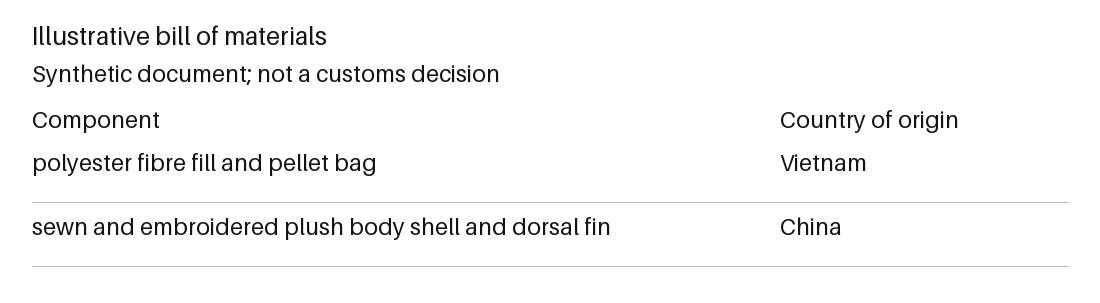 Illustrative bill of materials
Synthetic document; not a customs decision
Component Country of origin
polyester fibre fill and pellet bag Vietnam
sewn and embroidered plush body shell and dorsal fin China